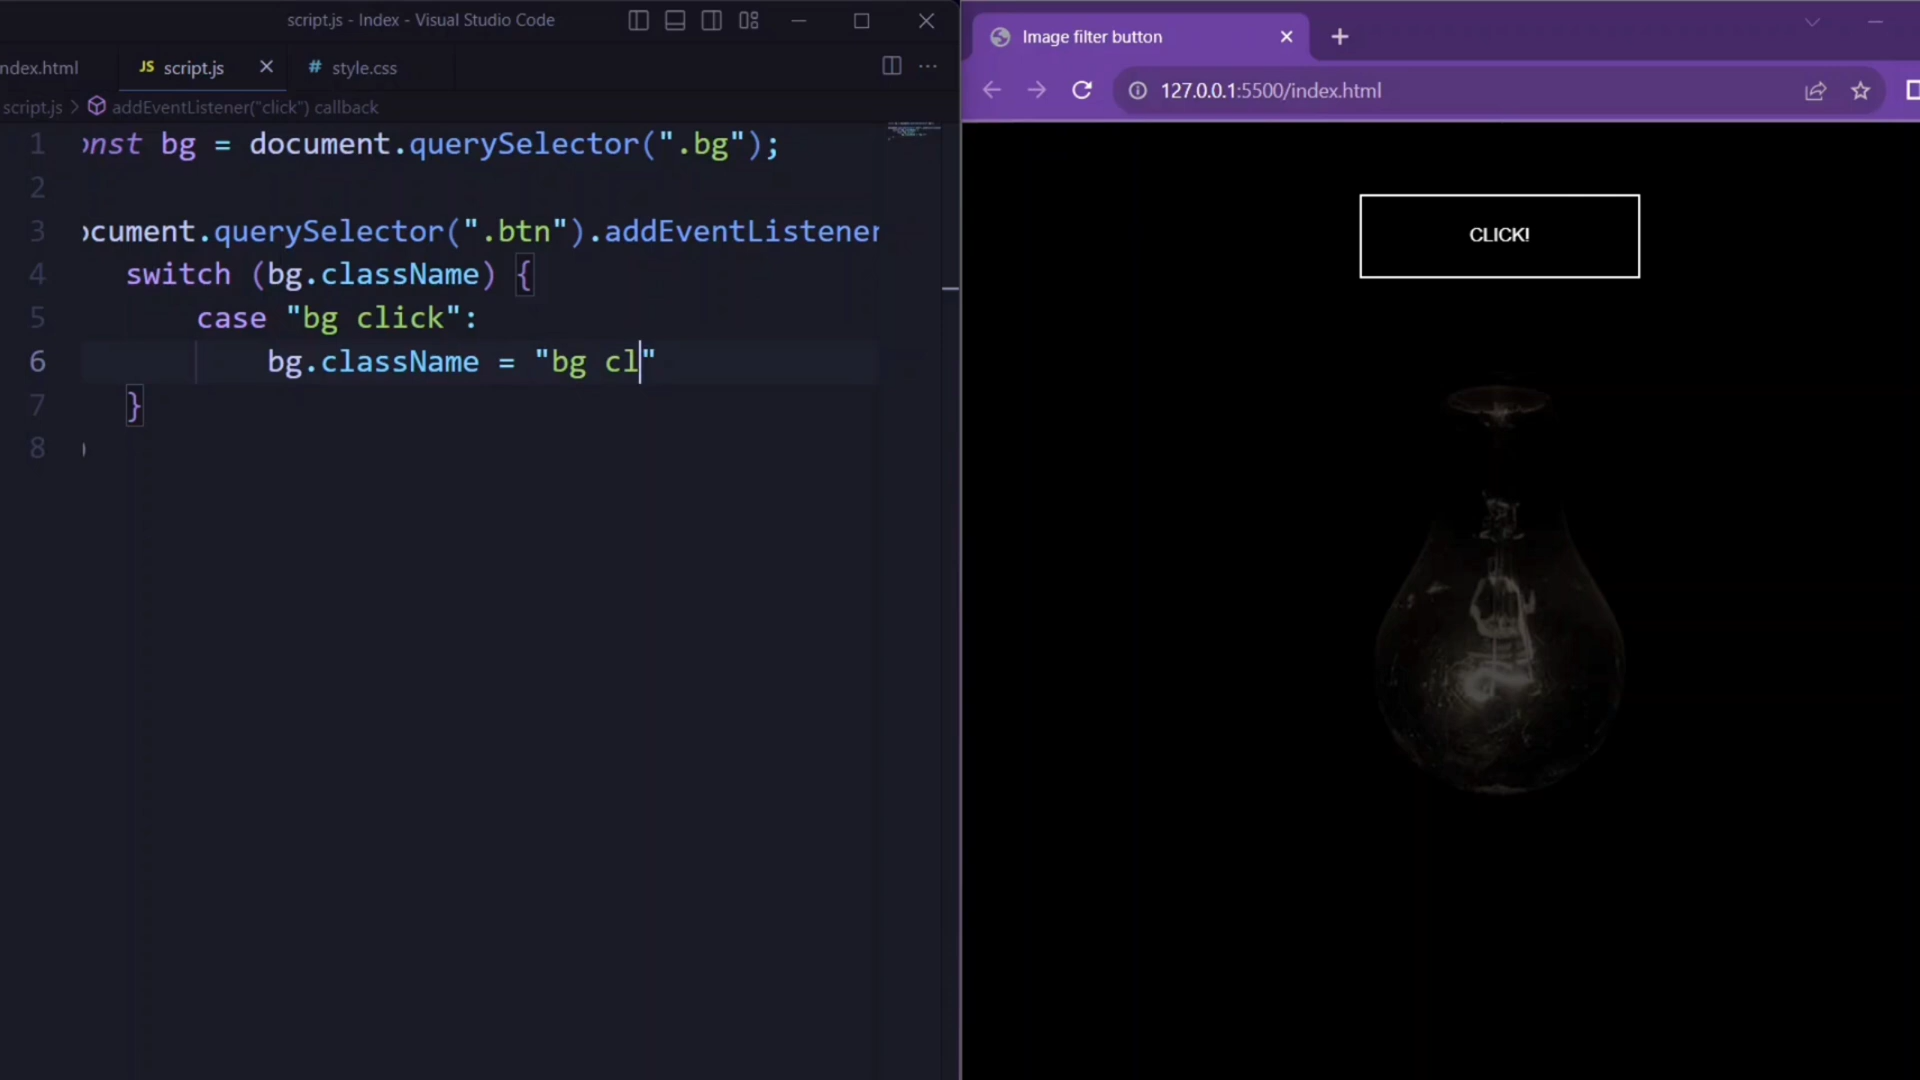 script.js - Index - Visual Studio Code
ndex.html
JS script.js
# style.css
script.js > addEventListener("click") callback
1 onst bg = document.querySelector(".bg");
2
3 ocument.querySelector(".btn").addEventListener
4 switch (bg.className) {
5 case "bg click":
6 bg.className = "bg cl"
7 }
8 )
Image filter button
127.0.0.1:5500/index.html
CLICK!